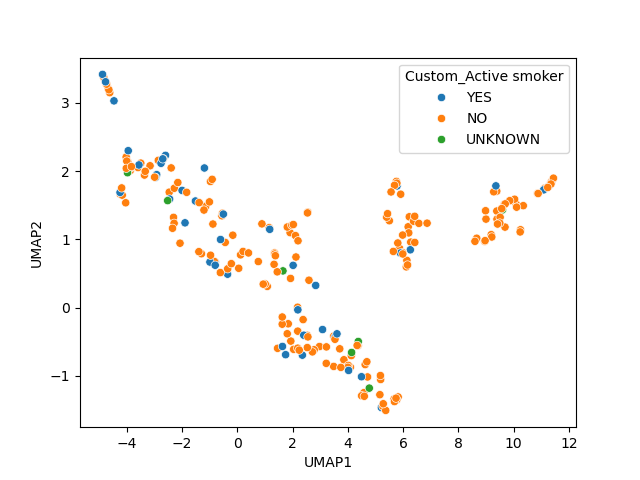 Custom_Active smoker
YES
NO
UNKNOWN
3
2
1
0
−1
UMAP2
−4
−2
0
2
4
6
8
10
12
UMAP1